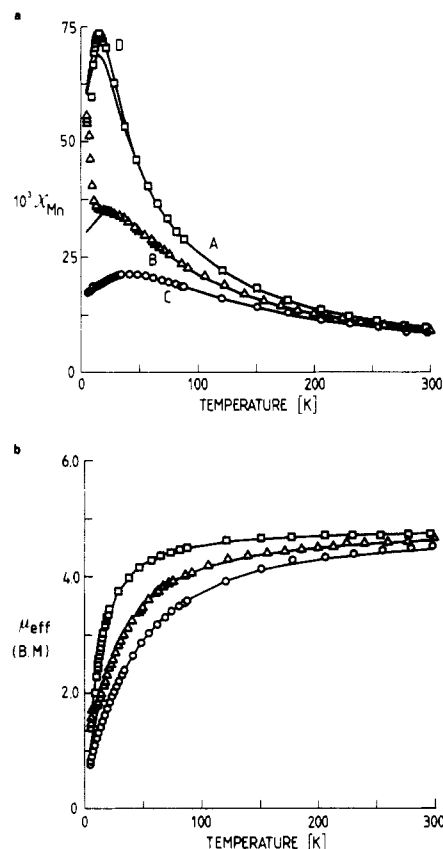 a
75
D
50
10³ χMn
A
25
B
C
0
0 100 200 300
TEMPERATURE [K]
b
6.0
4.0
μeff
(B.M)
2.0
0
0 100 200 300
TEMPERATURE [K]